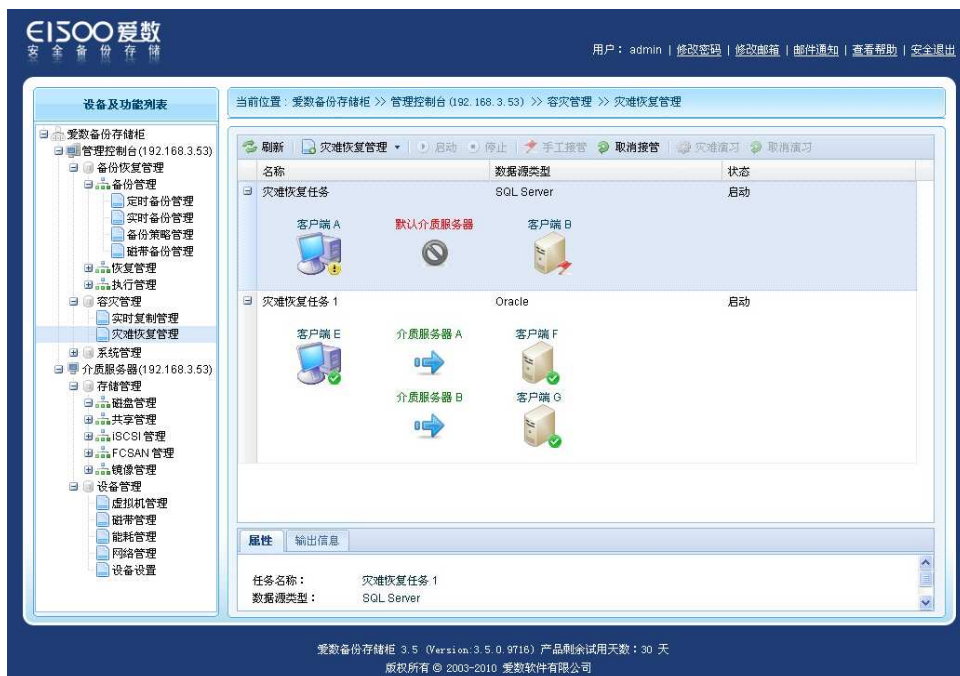 EISOO爱数
安全备份存储
用户： admin | 修改密码 | 修改邮箱 | 邮件通知 | 查看帮助 | 安全退出
设备及功能列表
爱数备份存储柜
管理控制台(192.168.3.53)
备份恢复管理
备份管理
定时备份管理
实时备份管理
备份策略管理
磁带备份管理
恢复管理
执行管理
容灾管理
实时复制管理
灾难恢复管理
系统管理
介质服务器(192.168.3.53)
存储管理
磁盘管理
共享管理
iSCSI 管理
FCSAN 管理
镜像管理
设备管理
虚拟机管理
磁带管理
能耗管理
网络管理
设备设置
当前位置：爱数备份存储柜 >> 管理控制台 (192.168.3.53) >> 容灾管理 >> 灾难恢复管理
刷新 灾难恢复管理 启动 停止 手工接管 取消接管 灾难演习 取消演习
名称 数据源类型 状态
灾难恢复任务 SQL Server 启动
客户端 A 默认介质服务器 客户端 B
灾难恢复任务 1 Oracle 启动
客户端 E 介质服务器 A 客户端 F
介质服务器 B 客户端 G
属性 输出信息
任务名称： 灾难恢复任务 1
数据源类型： SQL Server
爱数备份存储柜 3.5 (Version:3.5.0.9716) 产品剩余试用天数：30 天
版权所有 © 2003-2010 爱数软件有限公司